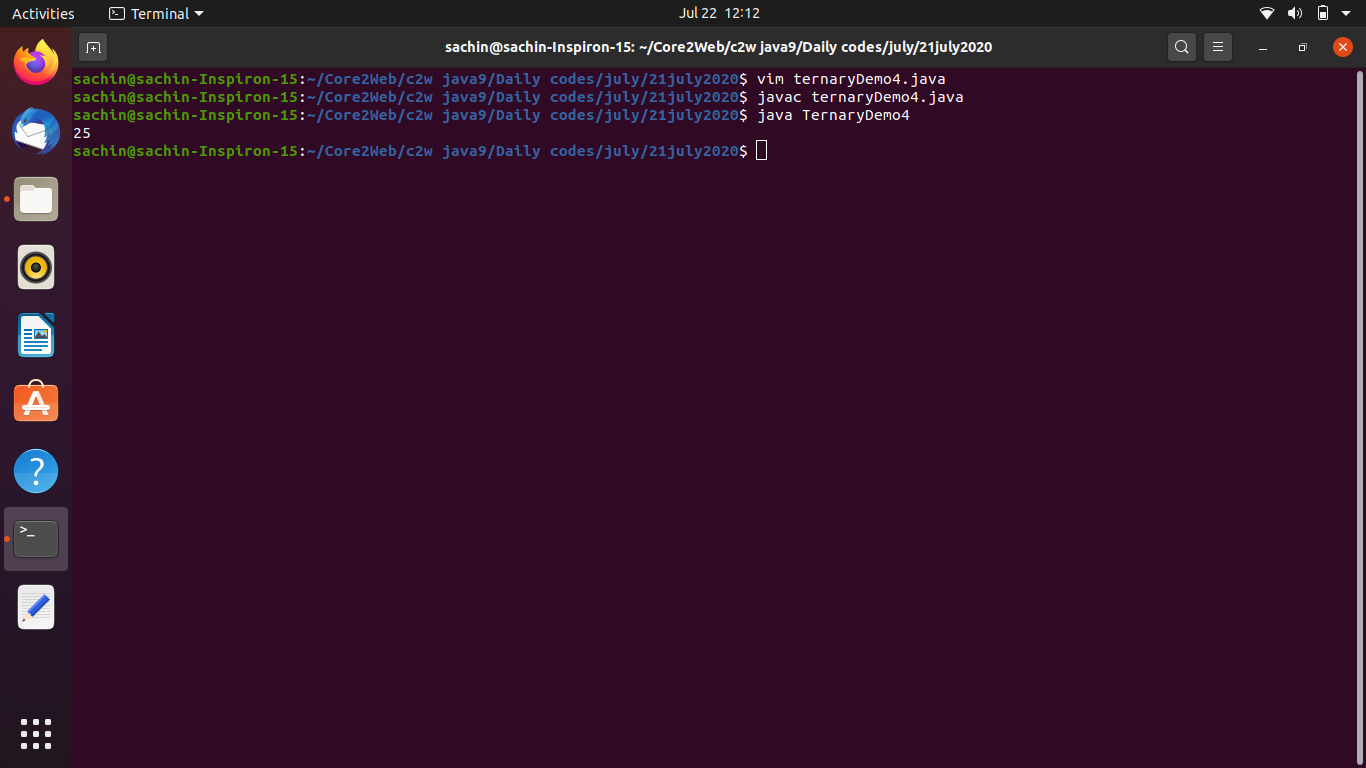 Activities
Terminal
Jul 22 12:12
sachin@sachin-Inspiron-15: ~/Core2Web/c2w java9/Daily codes/july/21july2020
sachin@sachin-Inspiron-15:~/Core2Web/c2w java9/Daily codes/july/21july2020$ vim ternaryDemo4.java
sachin@sachin-Inspiron-15:~/Core2Web/c2w java9/Daily codes/july/21july2020$ javac ternaryDemo4.java
sachin@sachin-Inspiron-15:~/Core2Web/c2w java9/Daily codes/july/21july2020$ java TernaryDemo4
25
sachin@sachin-Inspiron-15:~/Core2Web/c2w java9/Daily codes/july/21july2020$